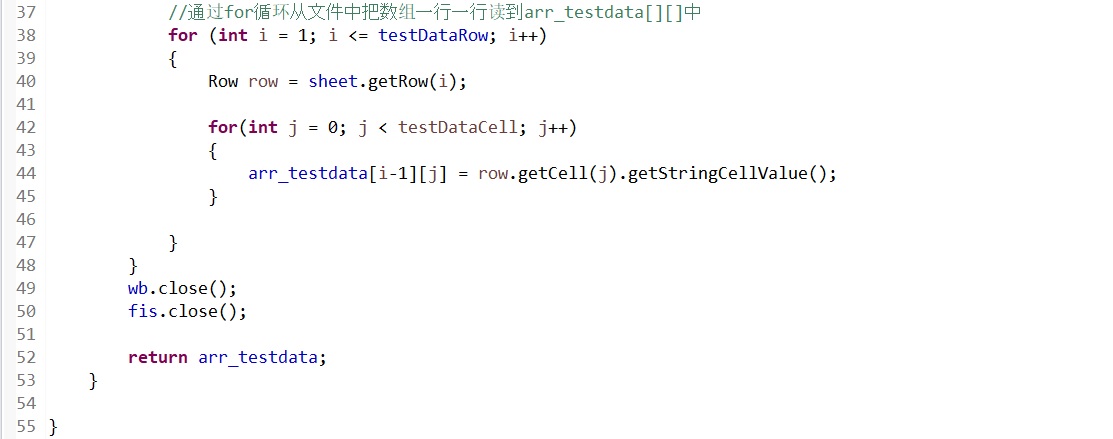 37 //通过for循环从文件中把数组一行一行读到arr_testdata[][]中
38 for (int i = 1; i <= testDataRow; i++)
39 {
40 Row row = sheet.getRow(i);
41
42 for(int j = 0; j < testDataCell; j++)
43 {
44 arr_testdata[i-1][j] = row.getCell(j).getStringCellValue();
45 }
46
47 }
48 }
49 wb.close();
50 fis.close();
51
52 return arr_testdata;
53 }
54
55 }